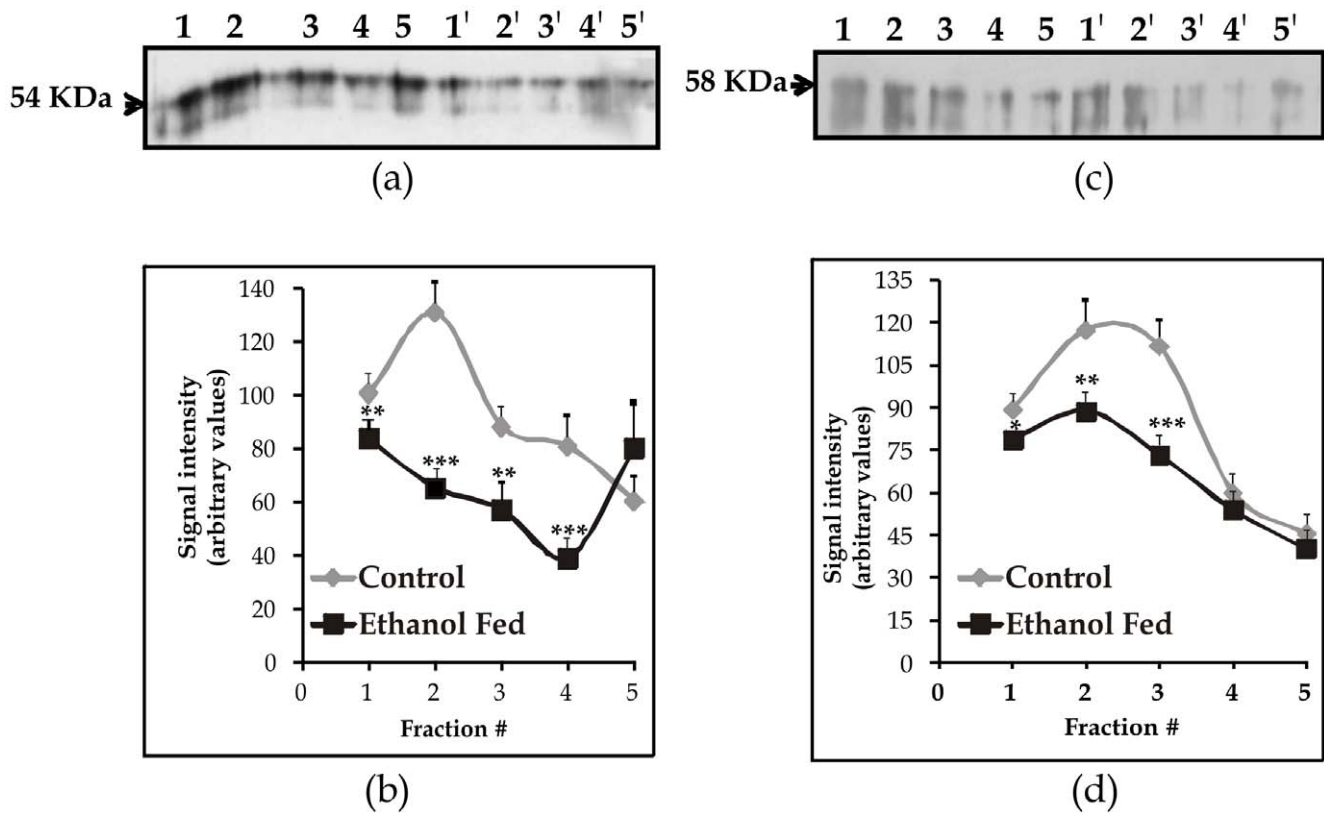 1 2 3 4 5 1' 2' 3' 4' 5'
54 KDa
(a)
1 2 3 4 5 1' 2' 3' 4' 5'
58 KDa
(c)
Signal intensity
(arbitrary values)
140
120
100
80
60
40
20
0
**
***
**
***
Control
Ethanol Fed
0 1 2 3 4 5
Fraction #
(b)
Signal intensity
(arbitrary values)
135
120
105
90
75
60
45
30
15
0
*
**
***
Control
Ethanol Fed
0 1 2 3 4 5
Fraction #
(d)